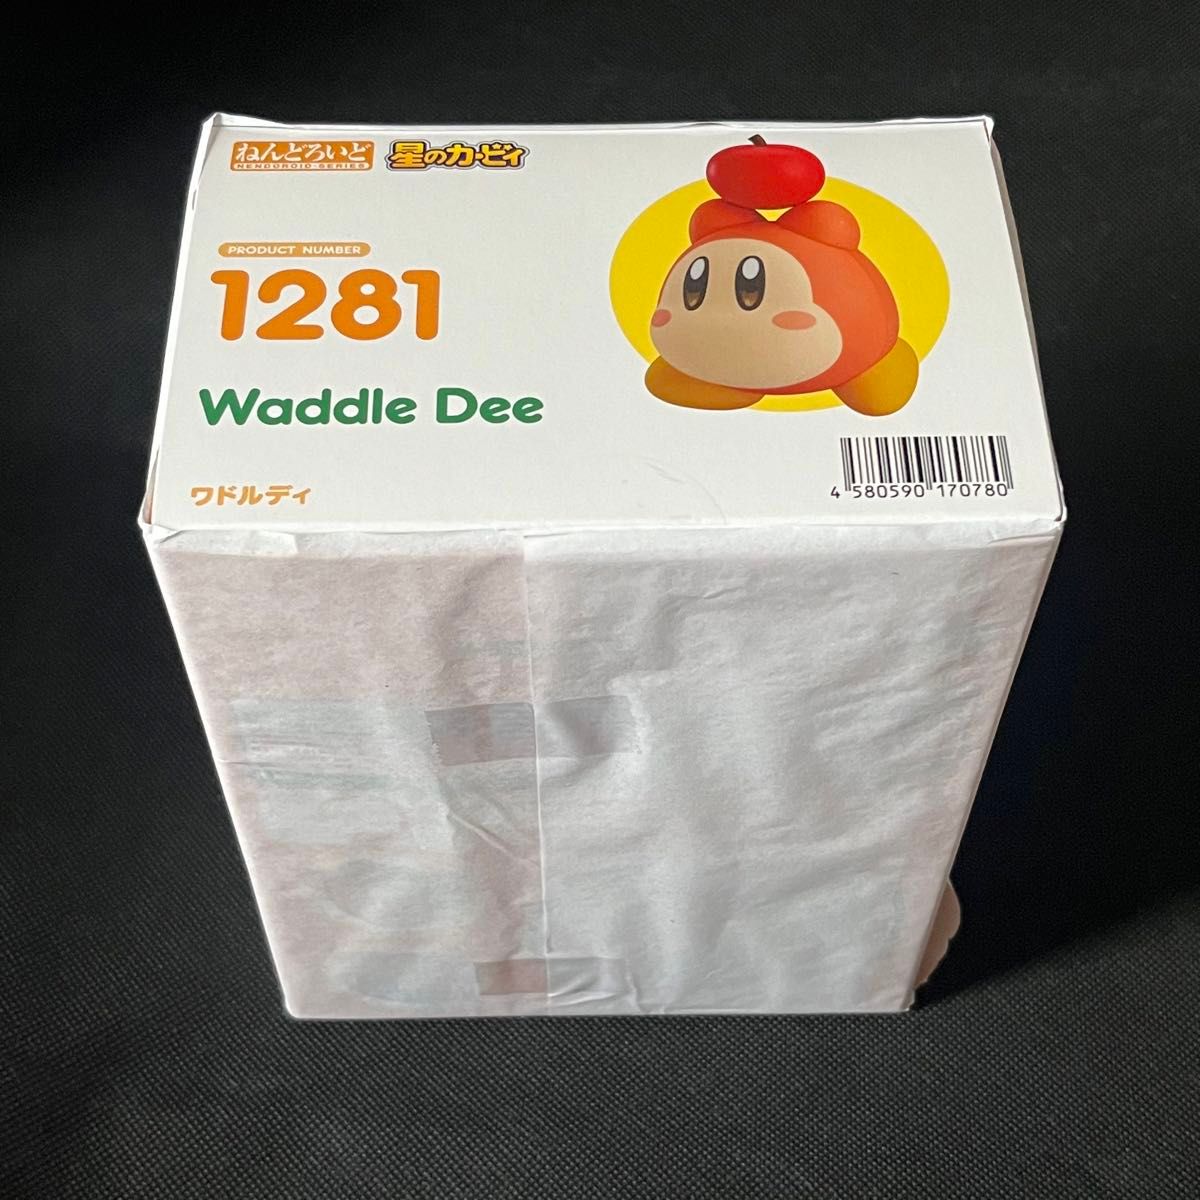 ねんどろいど
NENDOROID SERIES
星のカービィ
PRODUCT NUMBER
1281
Waddle Dee
ワドルディ
4 580590 170780